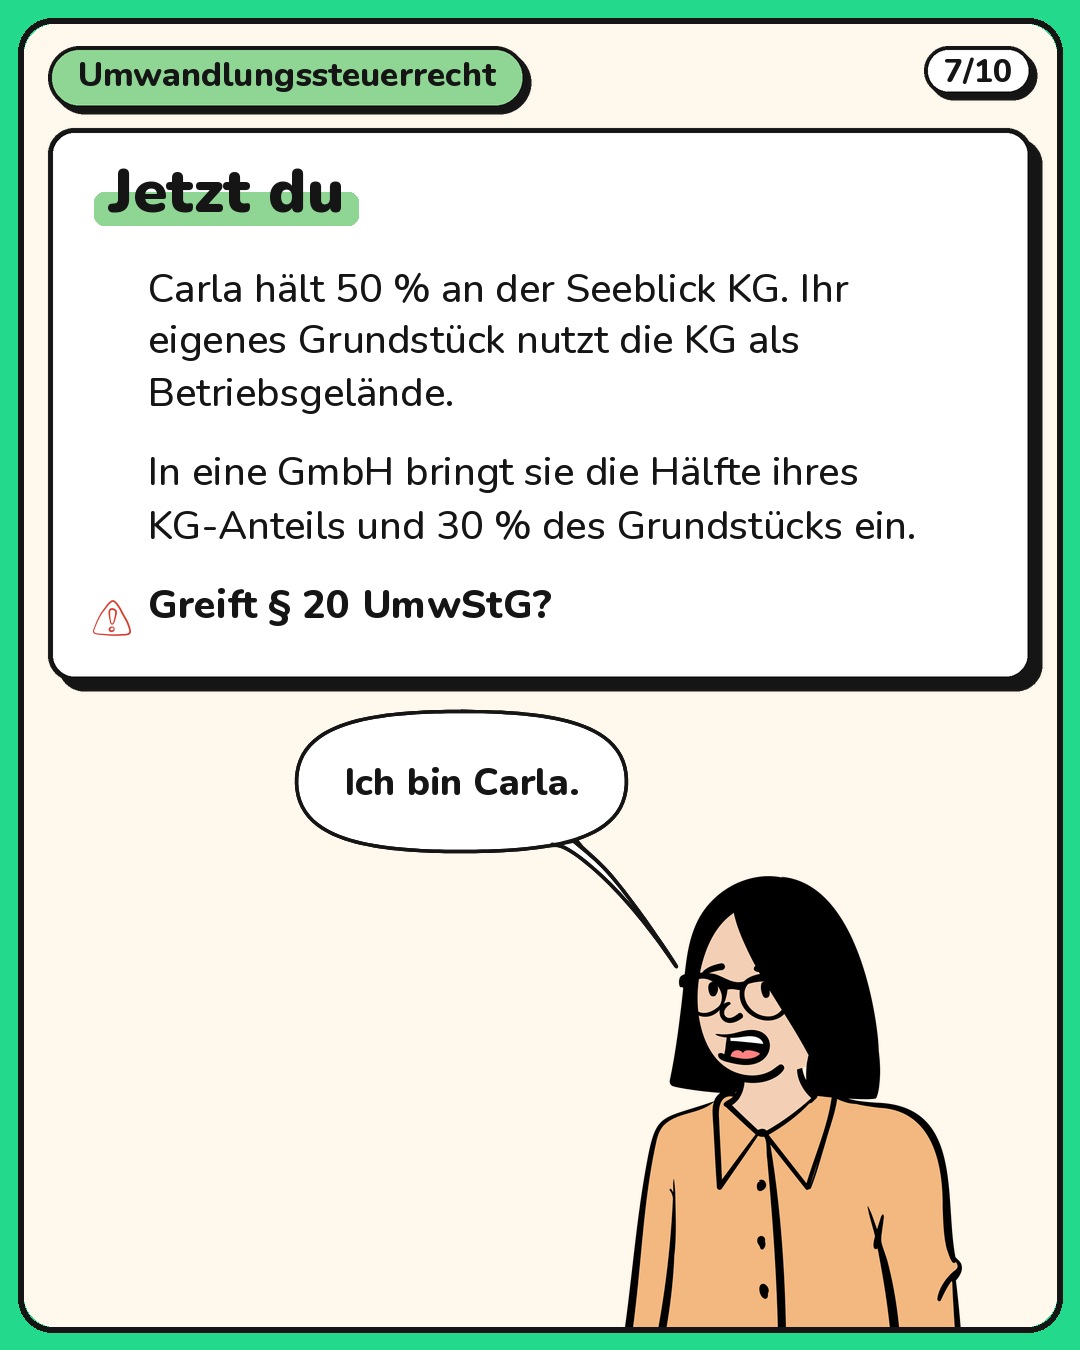 Umwandlungssteuerrecht
7/10
Jetzt du
Carla hält 50 % an der Seeblick KG. Ihr
eigenes Grundstück nutzt die KG als
Betriebsgelände.
In eine GmbH bringt sie die Hälfte ihres
KG-Anteils und 30 % des Grundstücks ein.
Greift § 20 UmwStG?
Ich bin Carla.